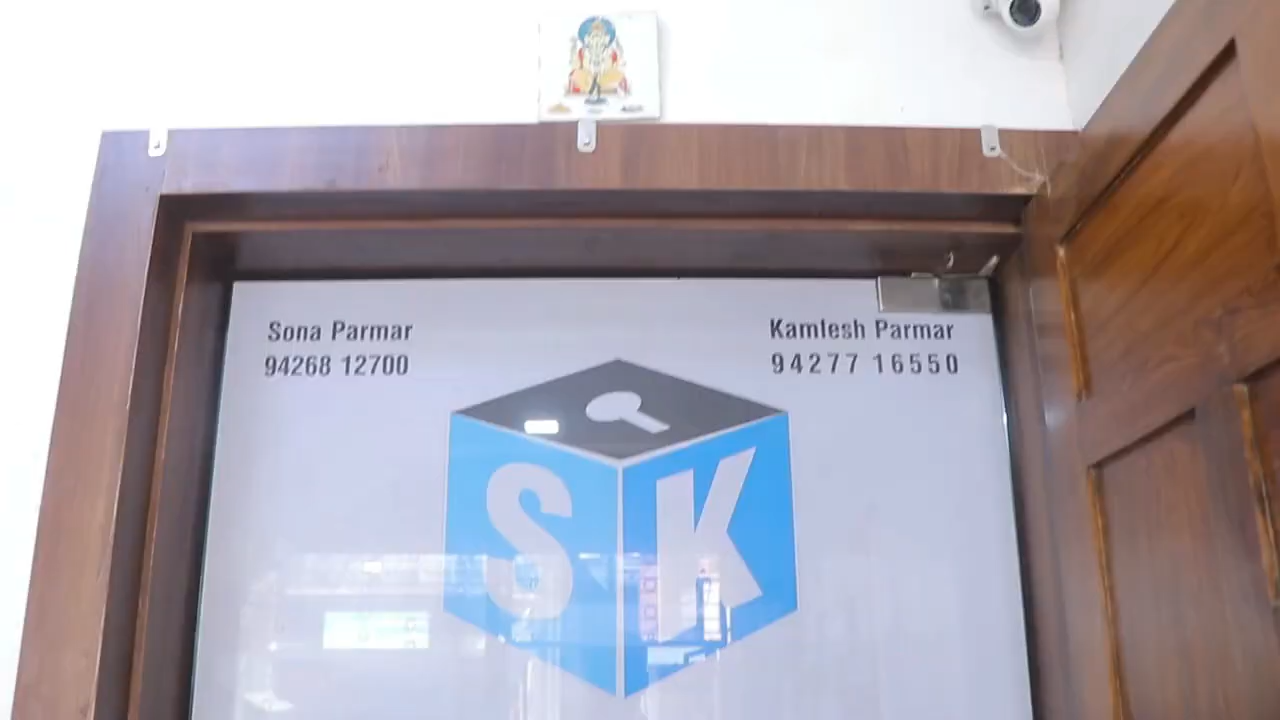 Sona Parmar
94268 12700
Kamlesh Parmar
94277 16550
SK